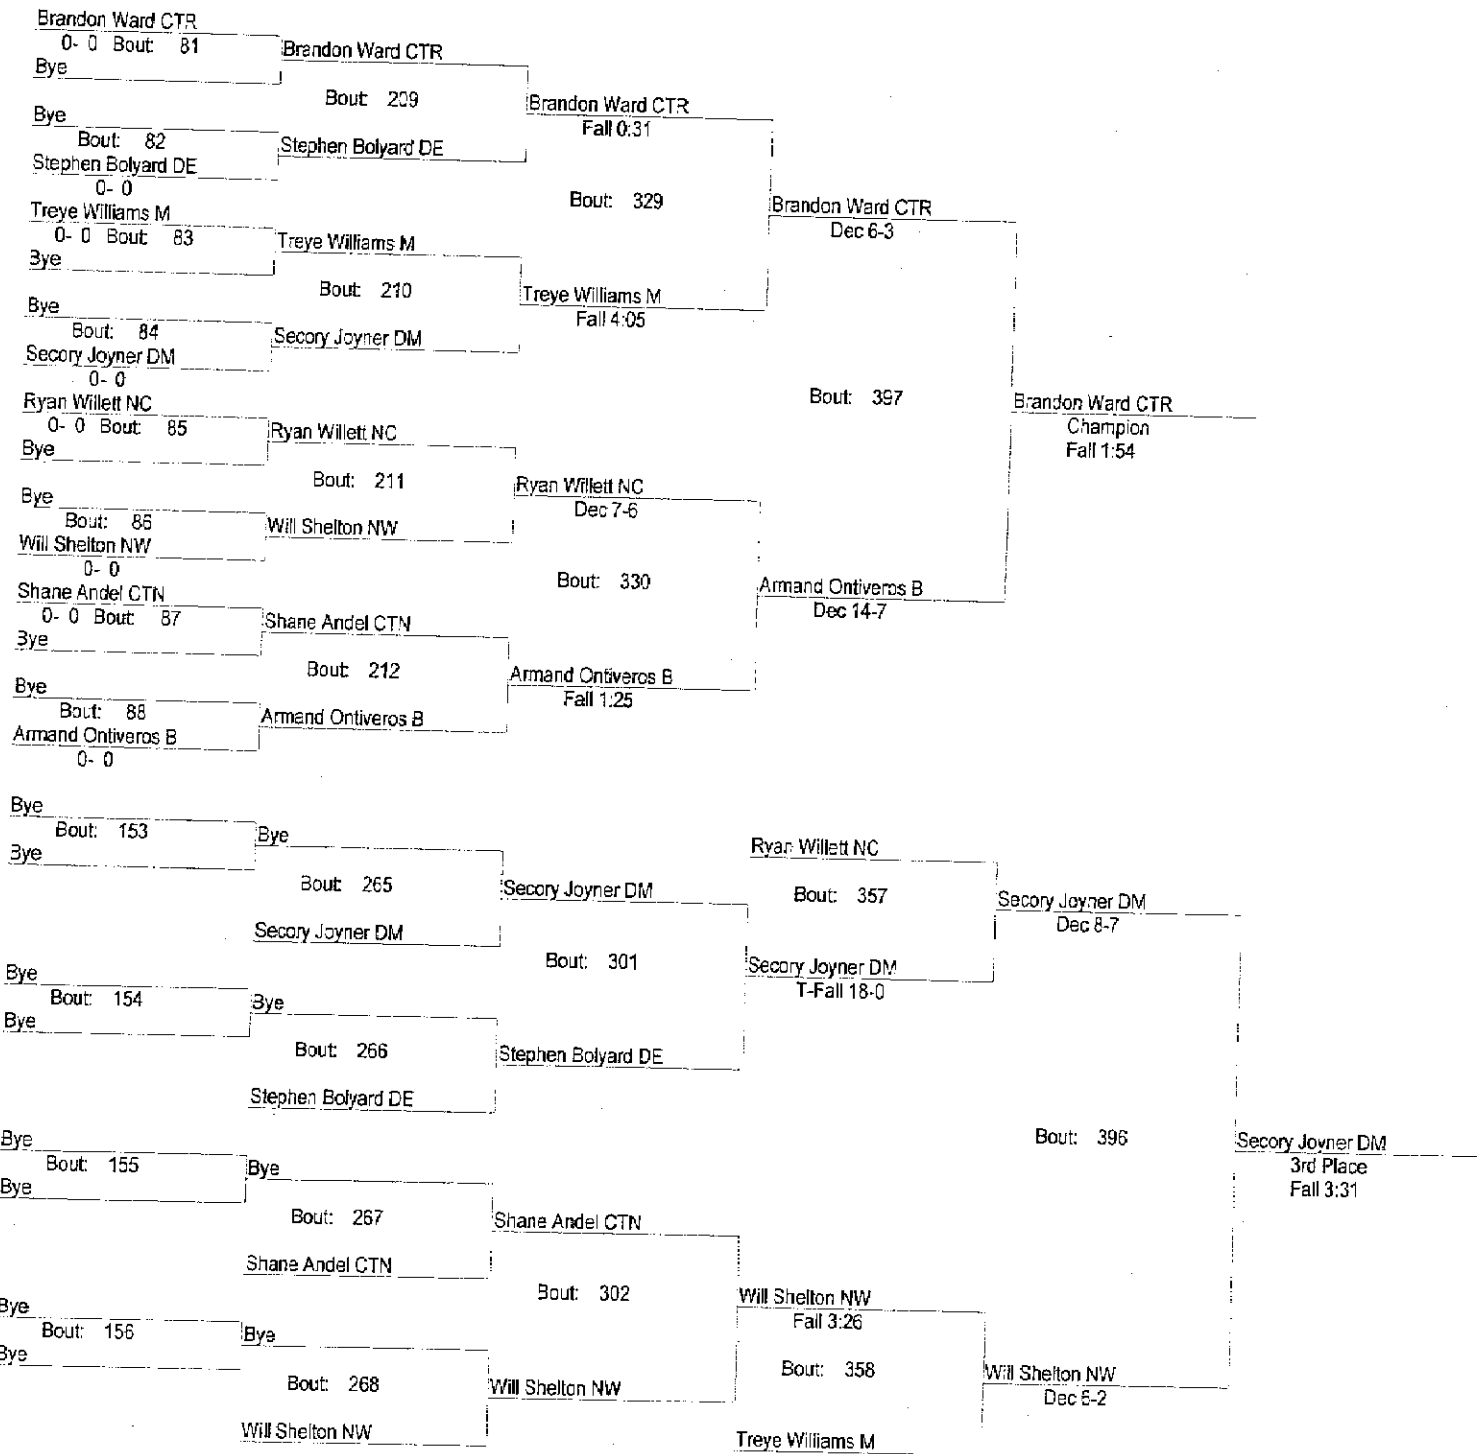 Brandon Ward CTR
0- 0 Bout: 81
Bye
Brandon Ward CTR
Bout: 209
Bye
Bout: 82
Stephen Bolyard DE
0- 0
Stephen Bolyard DE
Brandon Ward CTR
Fall 0:31
Bout: 329
Treye Williams M
0- 0 Bout: 83
Bye
Treye Williams M
Bout: 210
Bye
Bout: 84
Secory Joyner DM
0- 0
Secory Joyner DM
Treye Williams M
Fall 4:05
Brandon Ward CTR
Dec 6-3
Bout: 397
Ryan Willett NC
0- 0 Bout: 85
Bye
Ryan Willett NC
Bout: 211
Bye
Bout: 86
Will Shelton NW
0- 0
Will Shelton NW
Ryan Willett NC
Dec 7-6
Bout: 330
Shane Andel CTN
0- 0 Bout: 87
Bye
Shane Andel CTN
Bout: 212
Bye
Bout: 88
Armand Ontiveros B
0- 0
Armand Ontiveros B
Armand Ontiveros B
Fall 1:25
Armand Ontiveros B
Dec 14-7
Brandon Ward CTR
Champion
Fall 1:54
Bye
Bout: 153
Bye
Bye
Bout: 265
Secory Joyner DM
Secory Joyner DM
Bout: 301
Bye
Bout: 154
Bye
Bye
Bout: 266
Stephen Bolyard DE
Stephen Bolyard DE
Ryan Willett NC
Bout: 357
Secory Joyner DM
T-Fall 18-0
Secory Joyner DM
Dec 8-7
Bout: 396
Bye
Bout: 155
Bye
Bye
Bout: 267
Shane Andel CTN
Shane Andel CTN
Bout: 302
Bye
Bout: 156
Bye
Bye
Bout: 268
Will Shelton NW
Will Shelton NW
Will Shelton NW
Fall 3:26
Bout: 358
Treye Williams M
Will Shelton NW
Secory Joyner DM
3rd Place
Fall 3:31